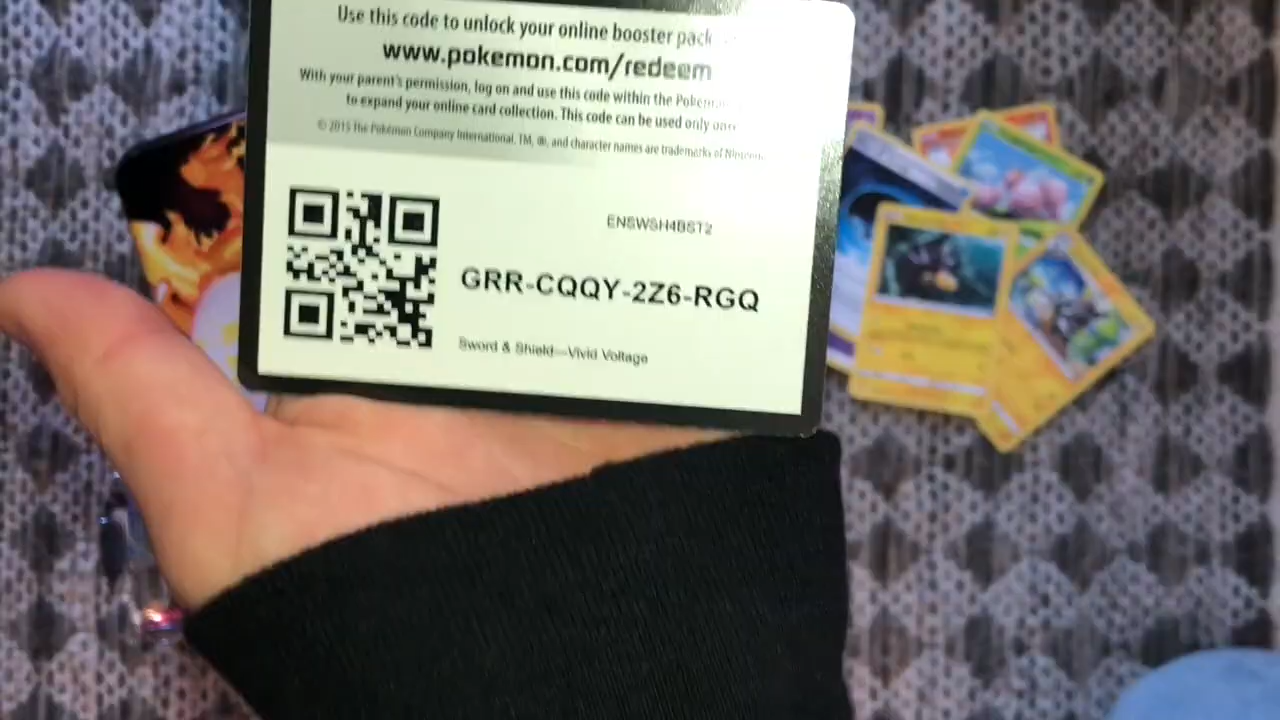 Use this code to unlock your online booster pack
www.pokemon.com/redeem
With your parent's permission, log on and use this code within the Pokémon
to expand your online card collection. This code can be used only once
© 2015 The Pokémon Company International. TM, ®, and character names are trademarks of Nintendo.
ENSWSH4BST2
GRR-CQQY-2Z6-RGQ
Sword & Shield—Vivid Voltage